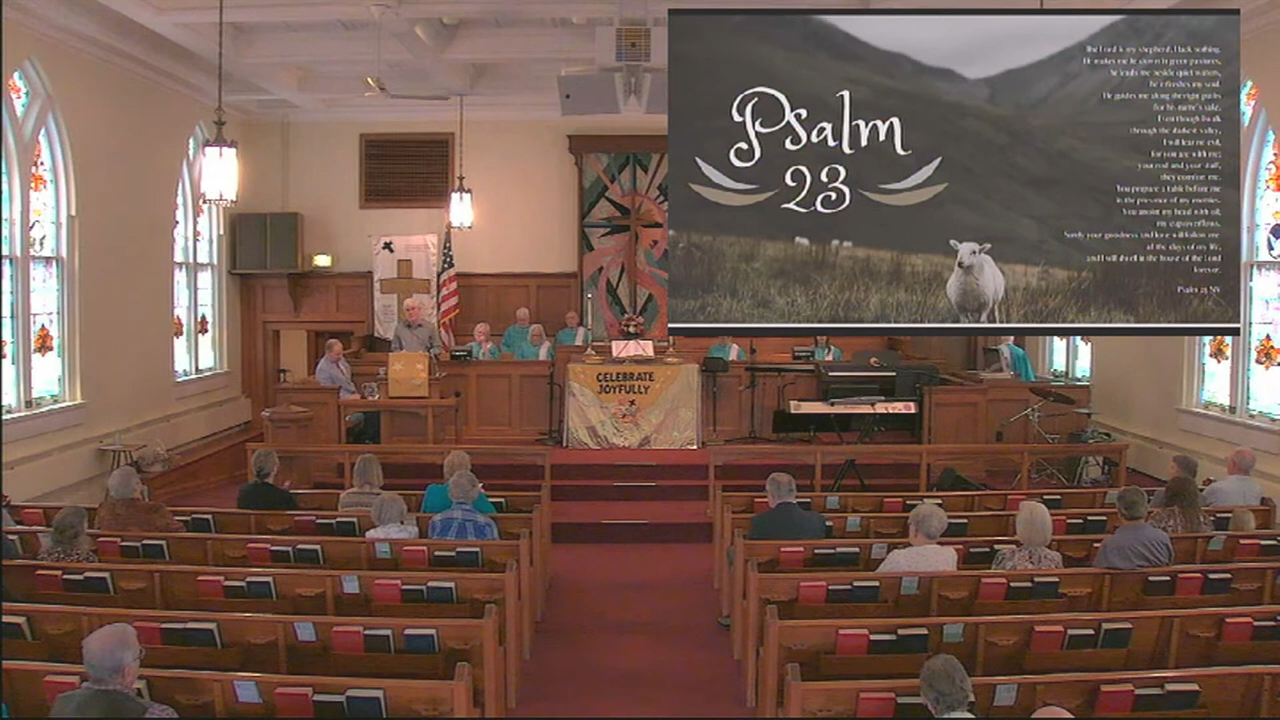 Psalm
23
The Lord is my shepherd, I lack nothing.
He makes me lie down in green pastures,
he leads me beside quiet waters,
he refreshes my soul.
He guides me along the right paths
for his name's sake.
Even though I walk
through the darkest valley,
I will fear no evil,
for you are with me;
your rod and your staff,
they comfort me.
You prepare a table before me
in the presence of my enemies.
You anoint my head with oil;
my cup overflows.
Surely your goodness and love will follow me
all the days of my life,
and I will dwell in the house of the Lord
forever.
Psalm 23 NIV
CELEBRATE
JOYFULLY